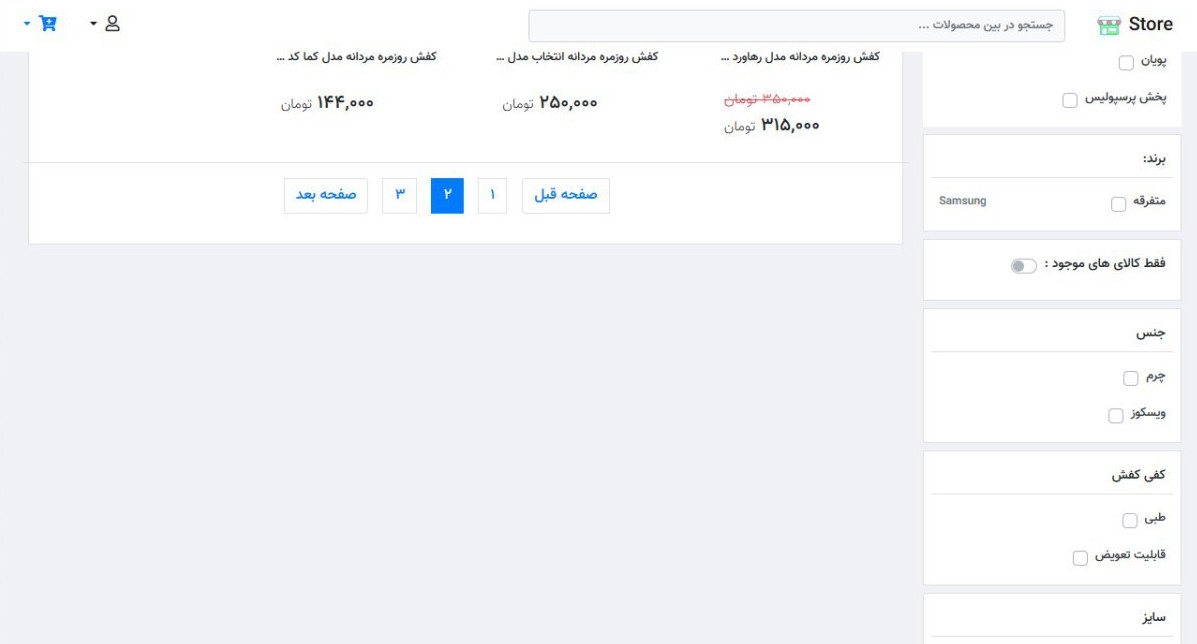 Store
جستجو در بین محصولات ...
پویان
پخش پرسپولیس
برند:
متفرقه
Samsung
فقط کالای های موجود :
جنس
چرم
ویسکوز
کفی کفش
طبی
قابلیت تعویض
سایز
کفش روزمره مردانه مدل رهاورد ...
۳۵۰,۰۰۰ تومان
۳۱۵,۰۰۰ تومان
کفش روزمره مردانه انتخاب مدل ...
۲۵۰,۰۰۰ تومان
کفش روزمره مردانه مدل کما کد ...
۱۴۴,۰۰۰ تومان
صفحه قبل ۱ ۲ ۳ صفحه بعد